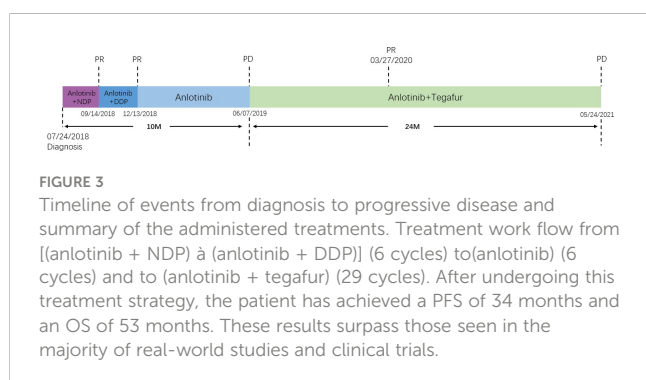 PR
PR
PD
PR
03/27/2020
PD
Anlotinib
+NDP
Anlotinib
+DDP
Anlotinib
Anlotinib+Tegafur
09/14/2018
12/13/2018
06/07/2019
05/24/2021
10M
24M
07/24/2018
Diagnosis
FIGURE 3
Timeline of events from diagnosis to progressive disease and
summary of the administered treatments. Treatment work flow from
[(anlotinib + NDP) à (anlotinib + DDP)] (6 cycles) to(anlotinib) (6
cycles) and to (anlotinib + tegafur) (29 cycles). After undergoing this
treatment strategy, the patient has achieved a PFS of 34 months and
an OS of 53 months. These results surpass those seen in the
majority of real-world studies and clinical trials.